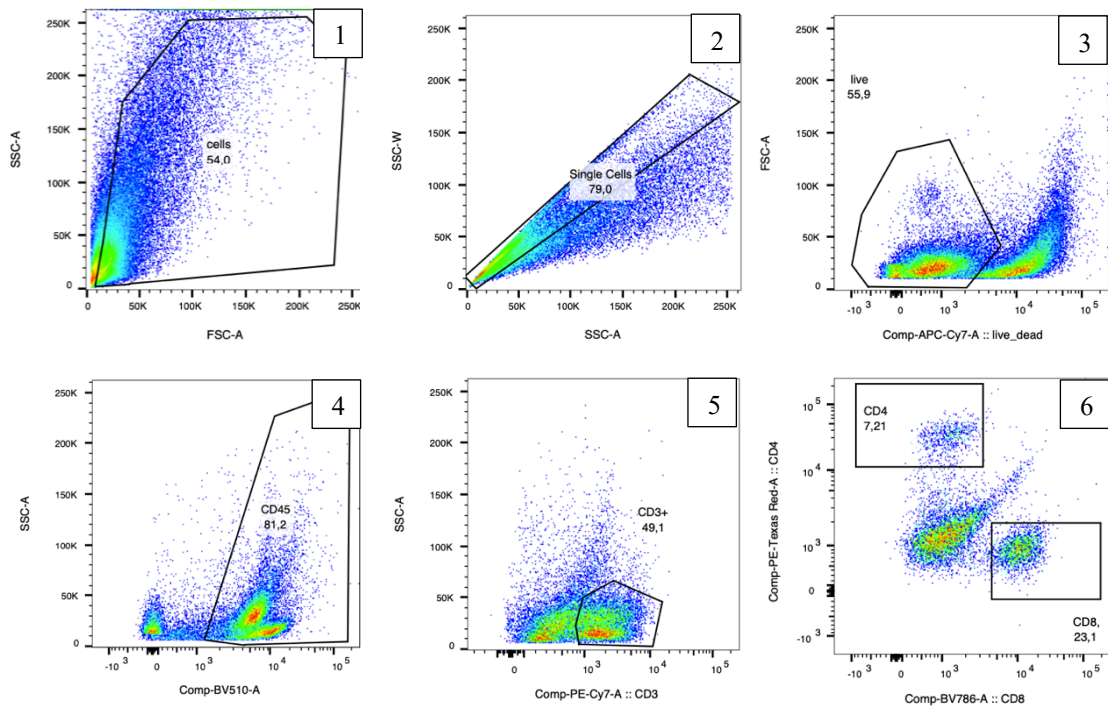 1
250K
200K
150K
100K
50K
0
SSC-A
cells
54,0
0
50K
100K
150K
200K
250K
FSC-A
2
250K
200K
150K
100K
50K
0
SSC-W
Single Cells
79,0
0
50K
100K
150K
200K
250K
SSC-A
3
250K
200K
150K
100K
50K
0
FSC-A
live
55,9
-10 3
0
10 3
10 4
10 5
Comp-APC-Cy7-A :: live_dead
4
250K
200K
150K
100K
50K
0
SSC-A
CD45
81,2
-10 3
0
10 3
10 4
10 5
Comp-BV510-A
5
250K
200K
150K
100K
50K
0
SSC-A
CD3+
49,1
0
10 3
10 4
10 5
Comp-PE-Cy7-A :: CD3
6
10 5
10 4
10 3
0
-10 3
Comp-PE-Texas Red-A :: CD4
CD4
7,21
CD8,
23,1
-10 3
0
10 3
10 4
10 5
Comp-BV786-A :: CD8